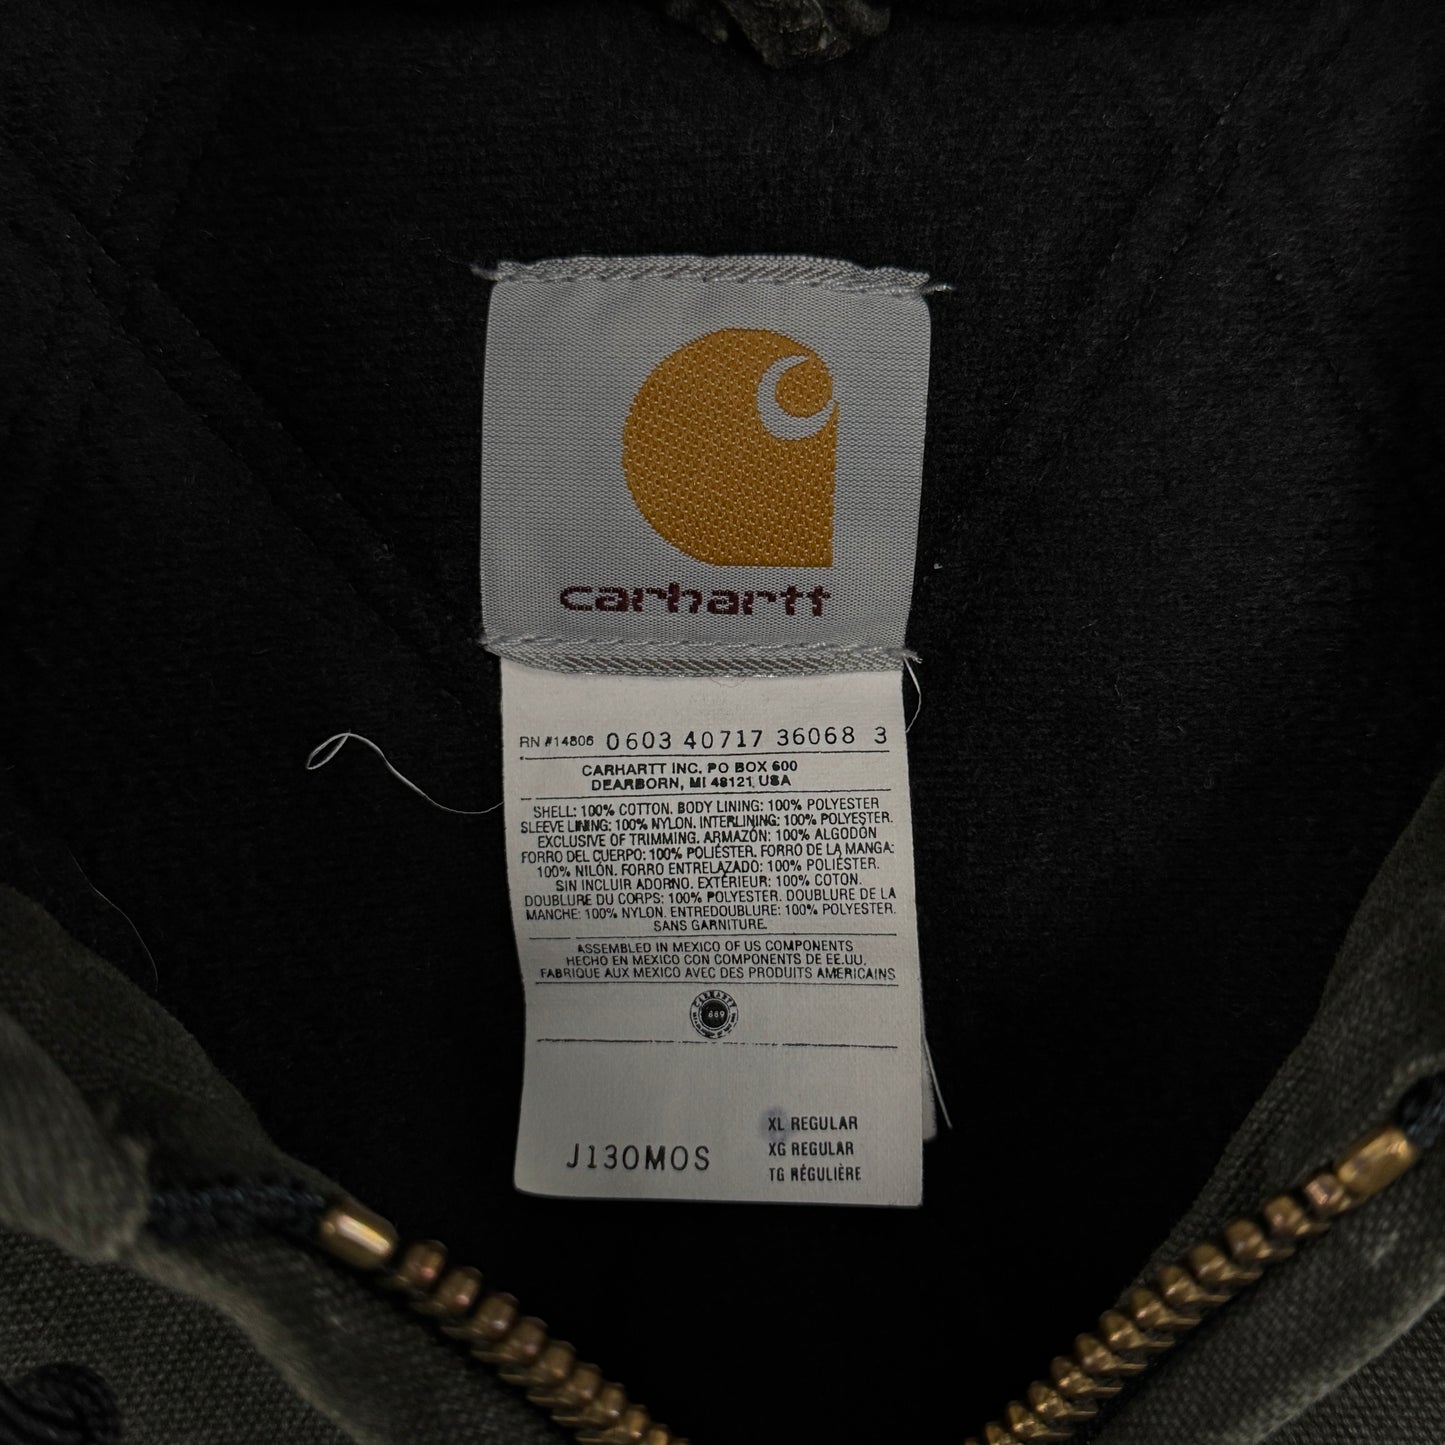 carhartt
RN #14806 0603 40717 36068 3
CARHARTT INC. PO BOX 600
DEARBORN, MI 48121 USA
SHELL: 100% COTTON. BODY LINING: 100% POLYESTER
SLEEVE LINING: 100% NYLON. INTERLINING: 100% POLYESTER.
EXCLUSIVE OF TRIMMING. ARMAZÓN: 100% ALGODÓN
FORRO DEL CUERPO: 100% POLIÉSTER. FORRO DE LA MANGA:
100% NILÓN. FORRO ENTRELAZADO: 100% POLIÉSTER.
SIN INCLUIR ADORNO. EXTÉRIEUR: 100% COTON.
DOUBLURE DU CORPS: 100% POLYESTER. DOUBLURE DE LA
MANCHE: 100% NYLON. ENTREDOUBLURE: 100% POLYESTER.
SANS GARNITURE.
ASSEMBLED IN MEXICO OF US COMPONENTS
HECHO EN MEXICO CON COMPONENTS DE EE.UU.
FABRIQUE AUX MEXICO AVEC DES PRODUITS AMERICAINS
CARHARTT
889
XL REGULAR
J130MOS XG REGULAR
TG RÉGULIÈRE